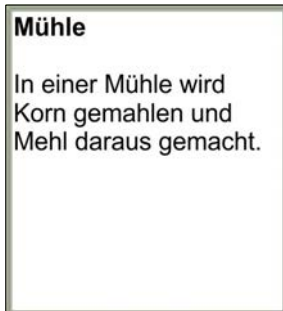 Mühle
In einer Mühle wird
Korn gemahlen und
Mehl daraus gemacht.